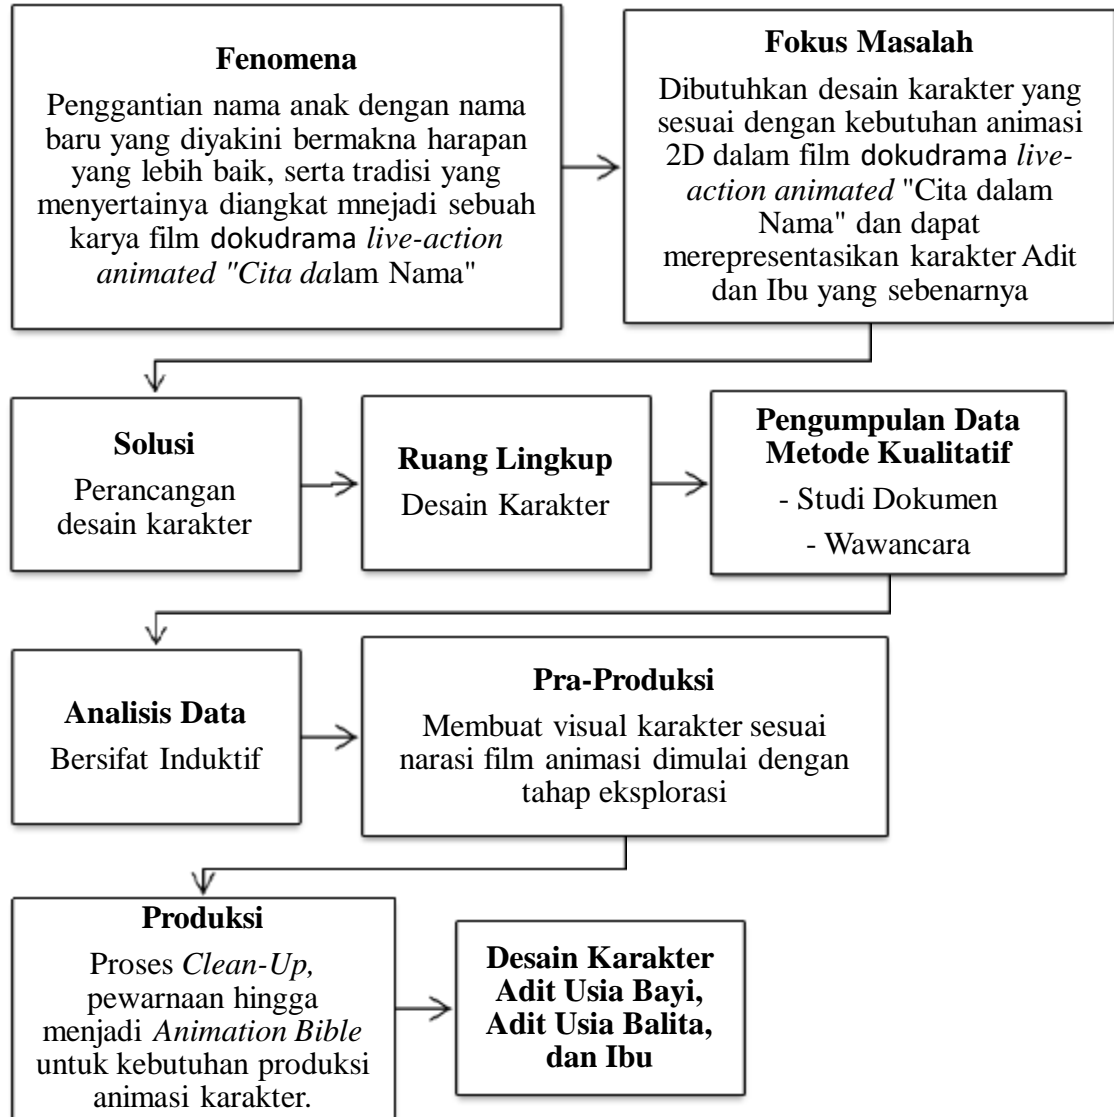 Fenomena
Penggantian nama anak dengan nama
baru yang diyakini bermakna harapan
yang lebih baik, serta tradisi yang
menyertainya diangkat mnejadi sebuah
karya film dokudrama live-action
animated "Cita dalam Nama"
Fokus Masalah
Dibutuhkan desain karakter yang
sesuai dengan kebutuhan animasi
2D dalam film dokudrama live-
action animated "Cita dalam
Nama" dan dapat
merepresentasikan karakter Adit
dan Ibu yang sebenarnya
Solusi
Perancangan
desain karakter
Ruang Lingkup
Desain Karakter
Pengumpulan Data
Metode Kualitatif
- Studi Dokumen
- Wawancara
Analisis Data
Bersifat Induktif
Pra-Produksi
Membuat visual karakter sesuai
narasi film animasi dimulai dengan
tahap eksplorasi
Produksi
Proses Clean-Up,
pewarnaan hingga
menjadi Animation Bible
untuk kebutuhan produksi
animasi karakter.
Desain Karakter
Adit Usia Bayi,
Adit Usia Balita,
dan Ibu